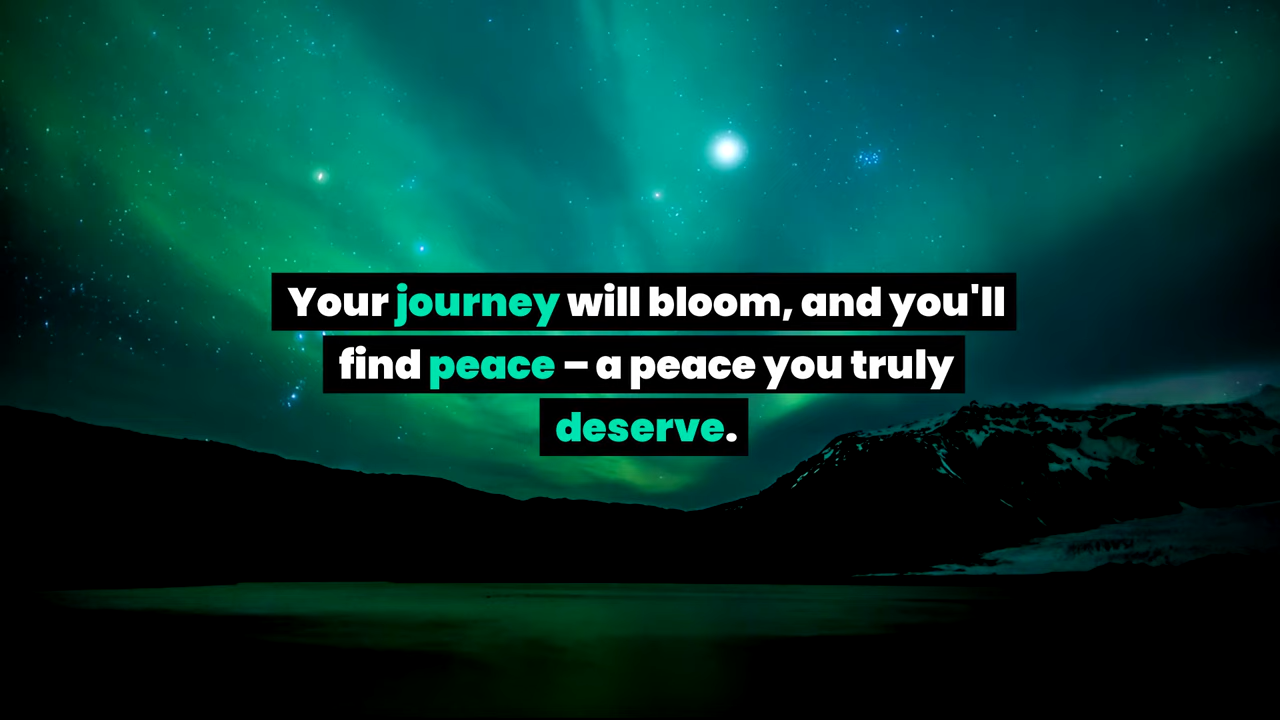 Your journey will bloom, and you'll
find peace – a peace you truly
deserve.